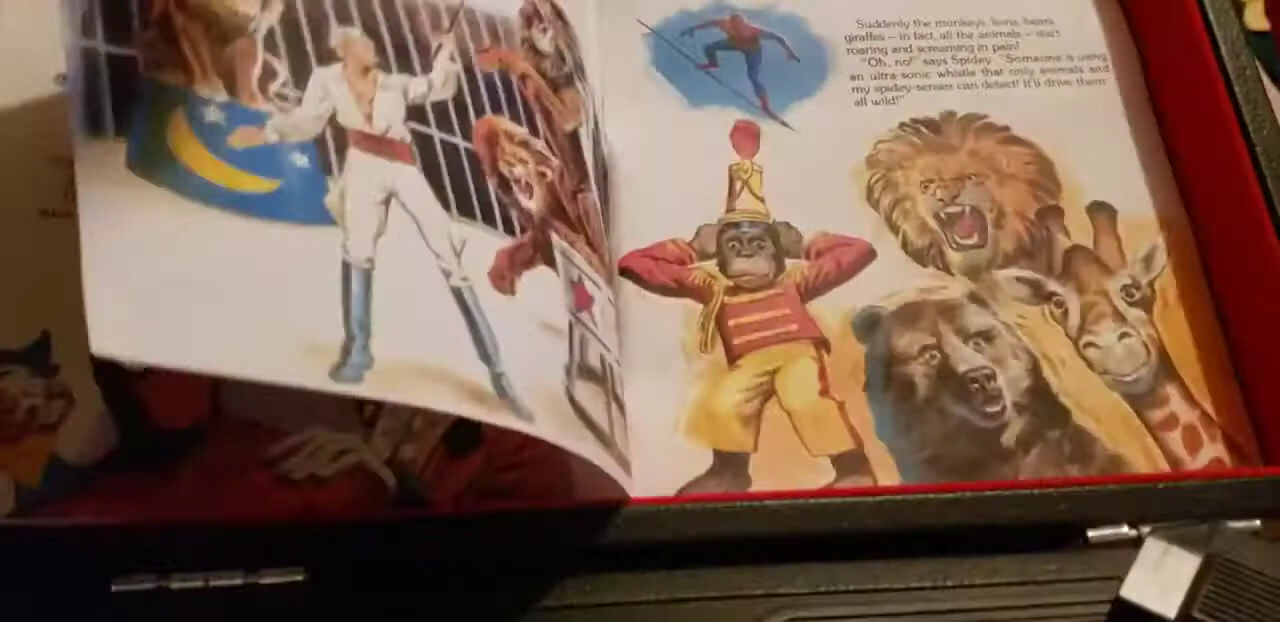 Suddenly the monkeys, lions, bears,
giraffes — in fact, all the animals — start
roaring and screaming in pain!
"Oh, no!" says Spidey. "Someone is using
an ultra-sonic whistle that only animals and
my spidey-senses can detect! It'll drive them
all wild!"